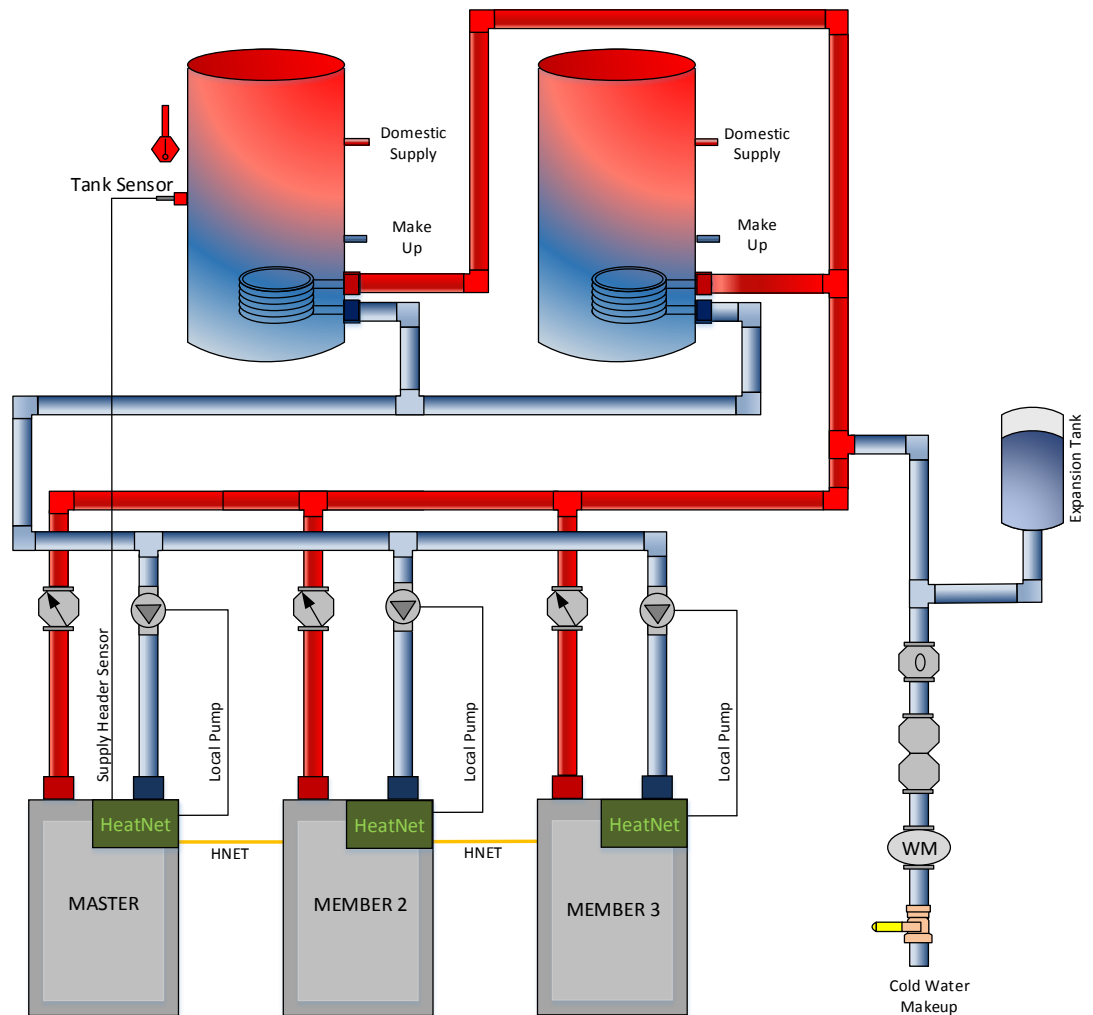 Domestic
Supply
Domestic
Supply
Tank Sensor
Make
Up
Make
Up
Expansion Tank
Supply Header Sensor
Local Pump
Local Pump
Local Pump
0
WM
HeatNet
HeatNet
HeatNet
HNET
HNET
MASTER
MEMBER 2
MEMBER 3
Cold Water
Makeup